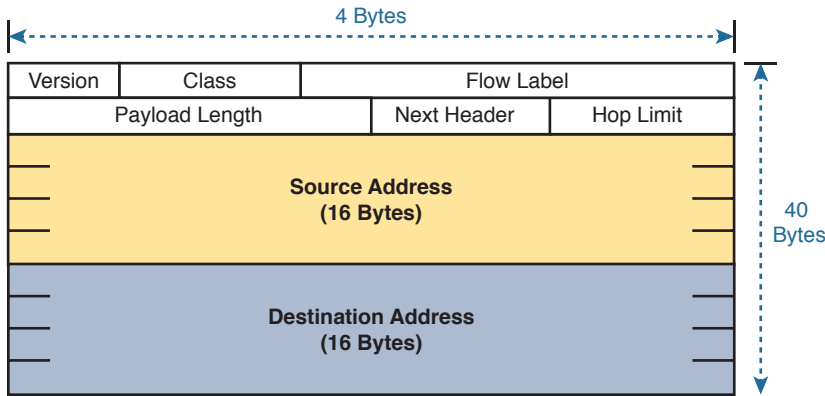 4 Bytes
Version Class Flow Label
Payload Length Next Header Hop Limit
Source Address
(16 Bytes)
40
Bytes
Destination Address
(16 Bytes)